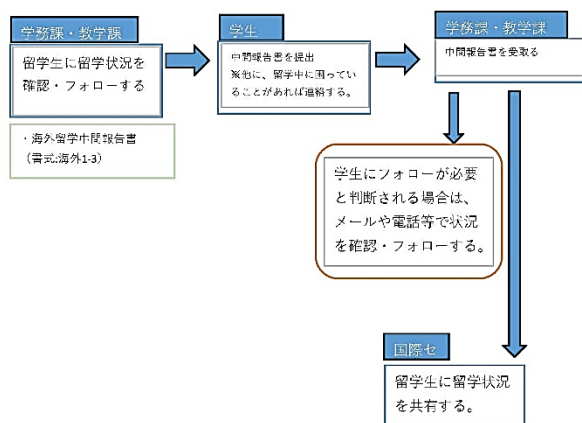 学務課・教学課
留学生に留学状況を
確認・フォローする
・海外留学中間報告書
（書式:海外1-3）
学生
中間報告書を提出
※他に、留学中に困ってい
ることがあれば連絡する。
学務課・教学課
中間報告書を受取る
学生にフォローが必要
と判断される場合は、
メールや電話等で状況
を確認・フォローする。
国際セ
留学生に留学状況
を共有する。